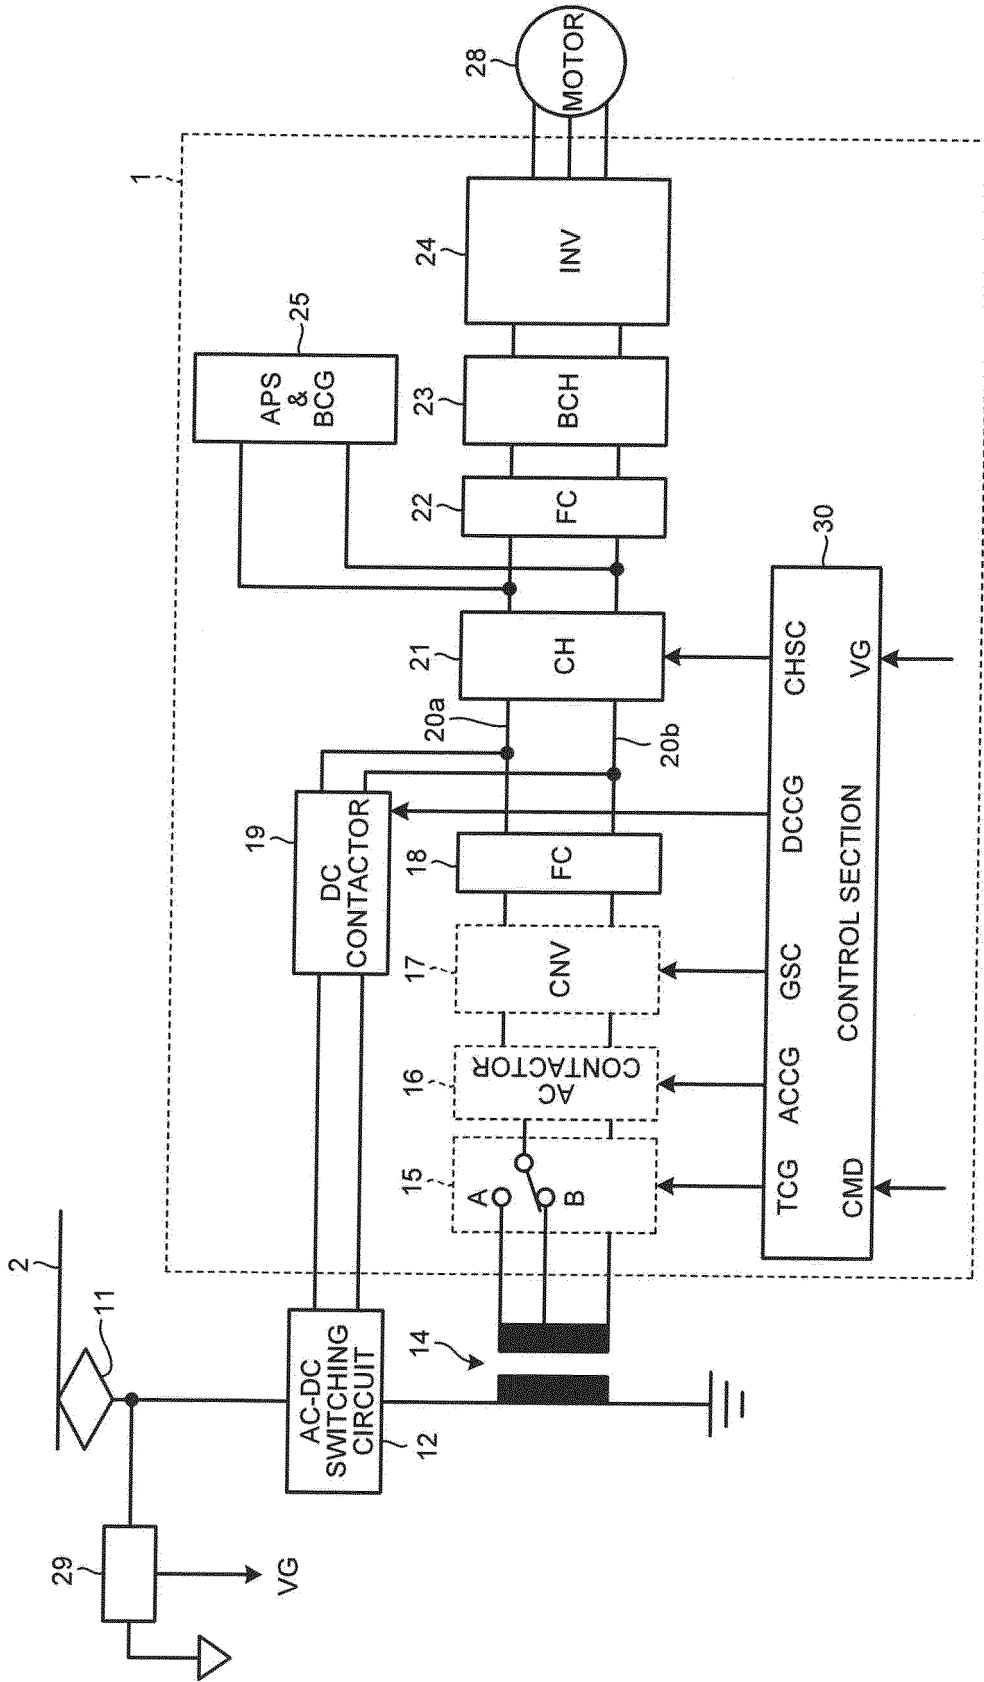 1
2
11
29
VG
AC-DC
SWITCHING
CIRCUIT
12
14
15
A
B
16
AC
CONTACTOR
17
CNV
18
FC
19
DC
CONTACTOR
20a
20b
21
CH
22
FC
23
BCH
24
INV
25
APS
&
BCG
28
MOTOR
30
TCG
ACCG
GSC
DCCG
CHSC
CONTROL SECTION
CMD
VG